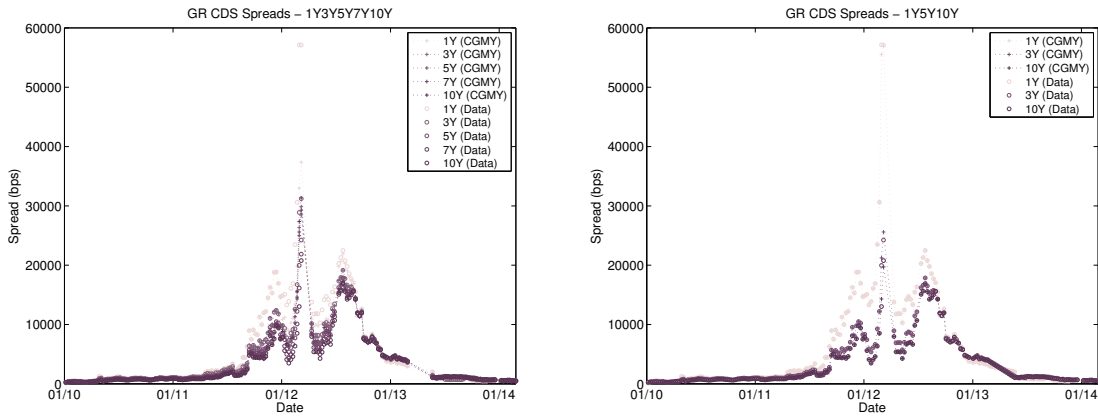 GR CDS Spreads − 1Y3Y5Y7Y10Y
60000
50000
40000
30000
20000
10000
0
Spread (bps)
01/10
01/11
01/12
01/13
01/14
Date
1Y (CGMY)
3Y (CGMY)
5Y (CGMY)
7Y (CGMY)
10Y (CGMY)
1Y (Data)
3Y (Data)
5Y (Data)
7Y (Data)
10Y (Data)
GR CDS Spreads − 1Y5Y10Y
60000
50000
40000
30000
20000
10000
0
Spread (bps)
01/10
01/11
01/12
01/13
01/14
Date
1Y (CGMY)
3Y (CGMY)
10Y (CGMY)
1Y (Data)
3Y (Data)
10Y (Data)